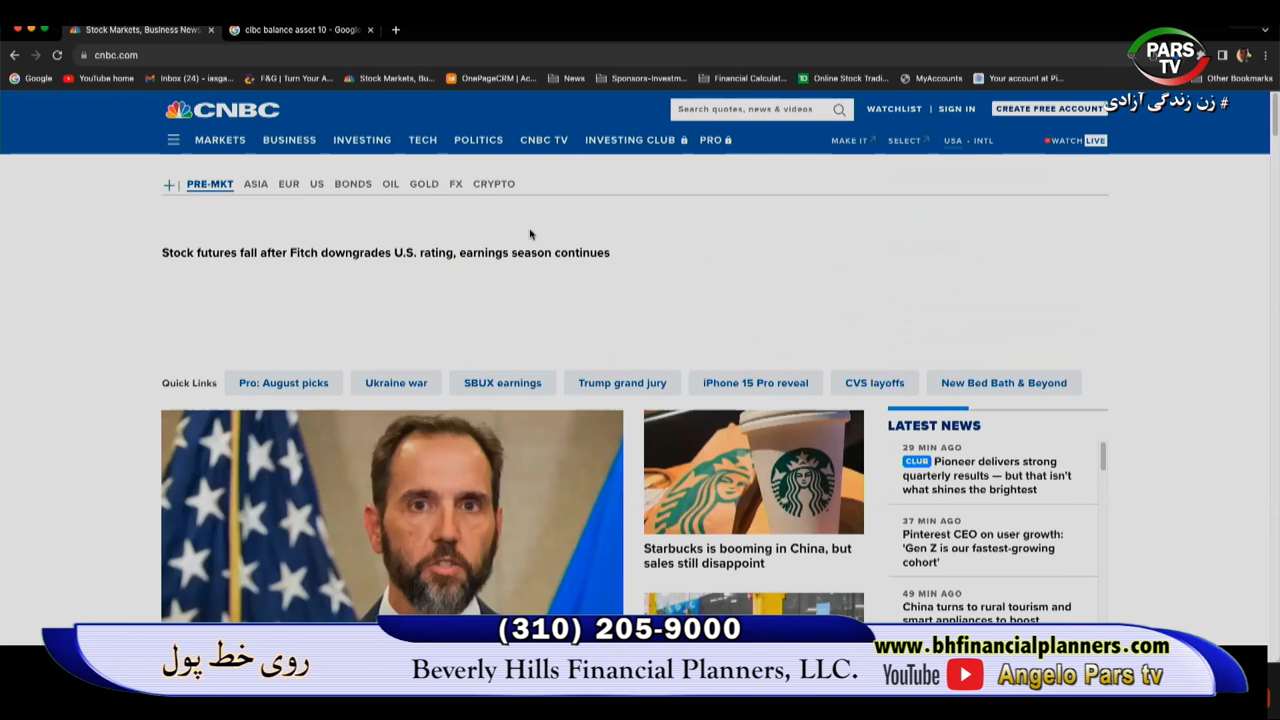 Stock Markets, Business News
cibc balance asset 10 - Google
cnbc.com
PARS
TV
# زن زندگی آزادی
Google
YouTube home
Inbox (24) - iasga...
F&G | Turn Your A...
Stock Markets, Bu...
OnePageCRM | Ac...
News
Sponsors-Investm...
Financial Calculat...
Online Stock Tradi...
MyAccounts
Your account at Pi...
Other Bookmarks
CNBC
Search quotes, news & videos
WATCHLIST | SIGN IN
CREATE FREE ACCOUNT
MARKETS BUSINESS INVESTING TECH POLITICS CNBC TV INVESTING CLUB PRO
MAKE IT SELECT USA • INTL
WATCH LIVE
PRE-MKT ASIA EUR US BONDS OIL GOLD FX CRYPTO
Stock futures fall after Fitch downgrades U.S. rating, earnings season continues
Quick Links
Pro: August picks
Ukraine war
SBUX earnings
Trump grand jury
iPhone 15 Pro reveal
CVS layoffs
New Bed Bath & Beyond
Starbucks is booming in China, but
sales still disappoint
LATEST NEWS
29 MIN AGO
CLUB Pioneer delivers strong
quarterly results — but that isn't
what shines the brightest
37 MIN AGO
Pinterest CEO on user growth:
'Gen Z is our fastest-growing
cohort'
49 MIN AGO
China turns to rural tourism and
smart appliances to boost
(310) 205-9000
روی خط پول
Beverly Hills Financial Planners, LLC.
www.bhfinancialplanners.com
YouTube Angelo Pars tv